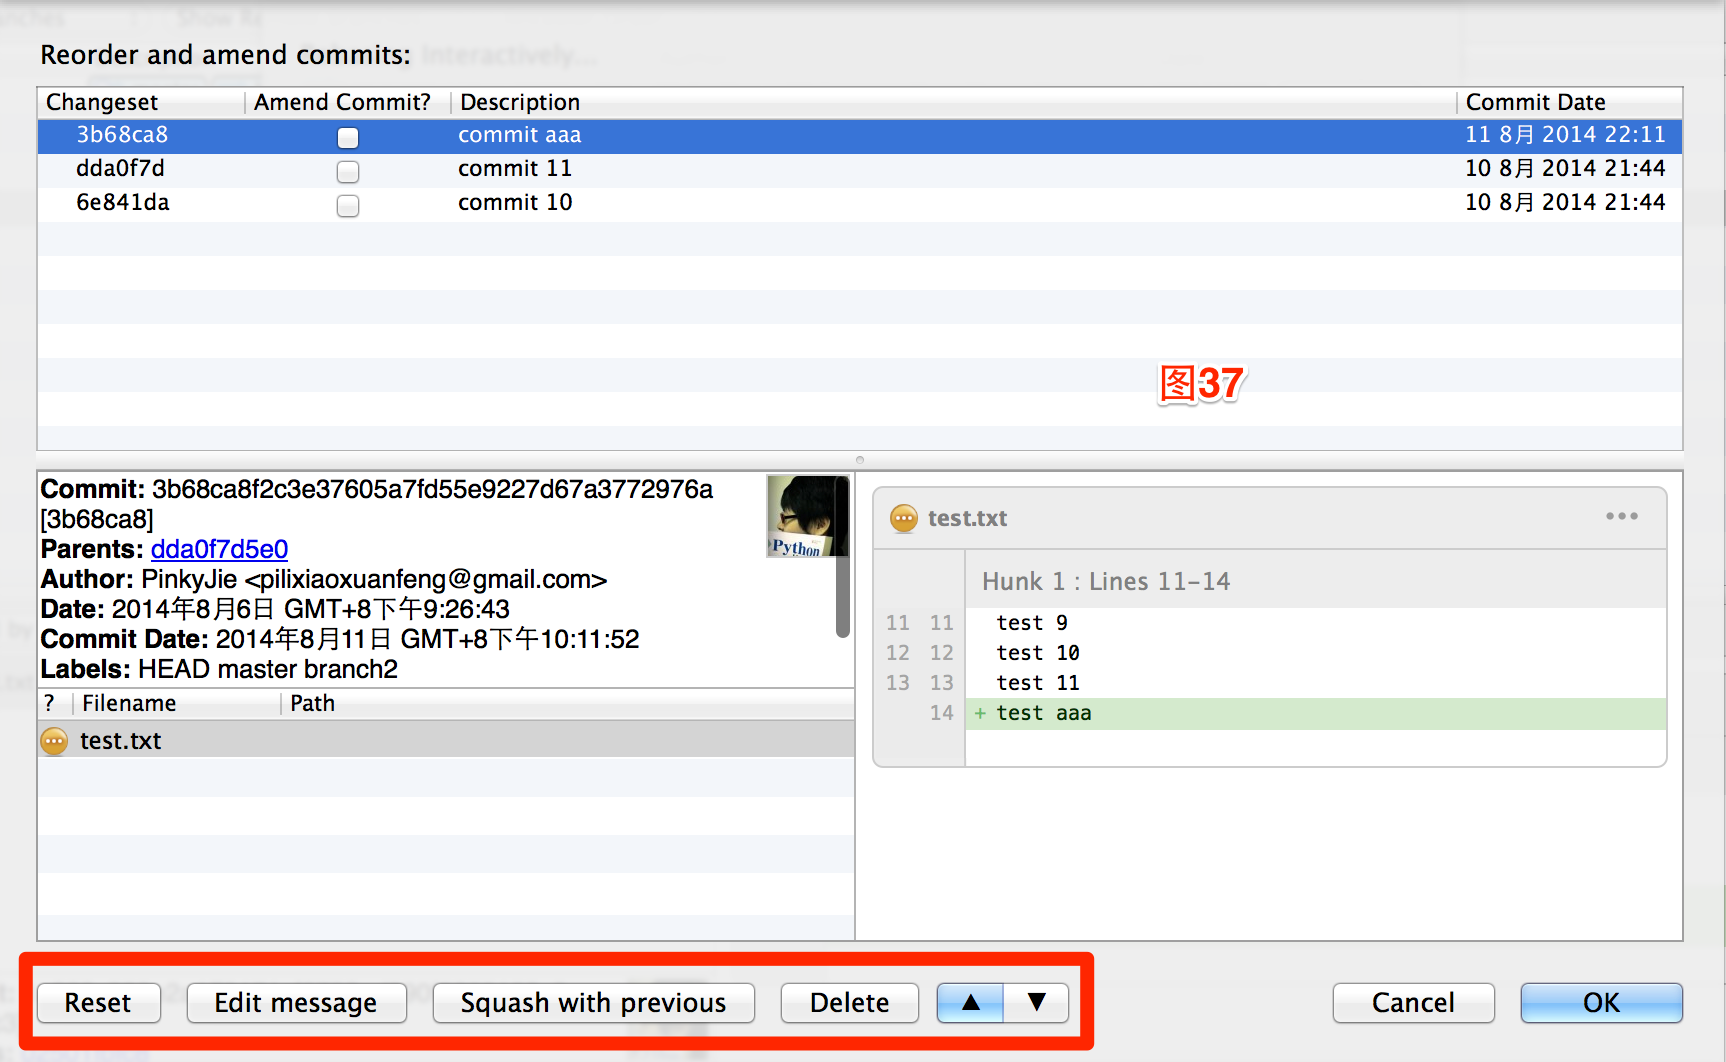 Reorder and amend commits:
Changeset Amend Commit? Description Commit Date
3b68ca8 commit aaa 11 8月 2014 22:11
dda0f7d commit 11 10 8月 2014 21:44
6e841da commit 10 10 8月 2014 21:44
图37
Commit: 3b68ca8f2c3e37605a7fd55e9227d67a3772976a
[3b68ca8]
Parents: dda0f7d5e0
Author: PinkyJie <pilixiaoxuanfeng@gmail.com>
Date: 2014年8月6日 GMT+8下午9:26:43
Commit Date: 2014年8月11日 GMT+8下午10:11:52
Labels: HEAD master branch2
Python
? Filename Path
test.txt
test.txt
Hunk 1 : Lines 11-14
11 11 test 9
12 12 test 10
13 13 test 11
14 + test aaa
Reset Edit message Squash with previous Delete ▲ ▼ Cancel OK